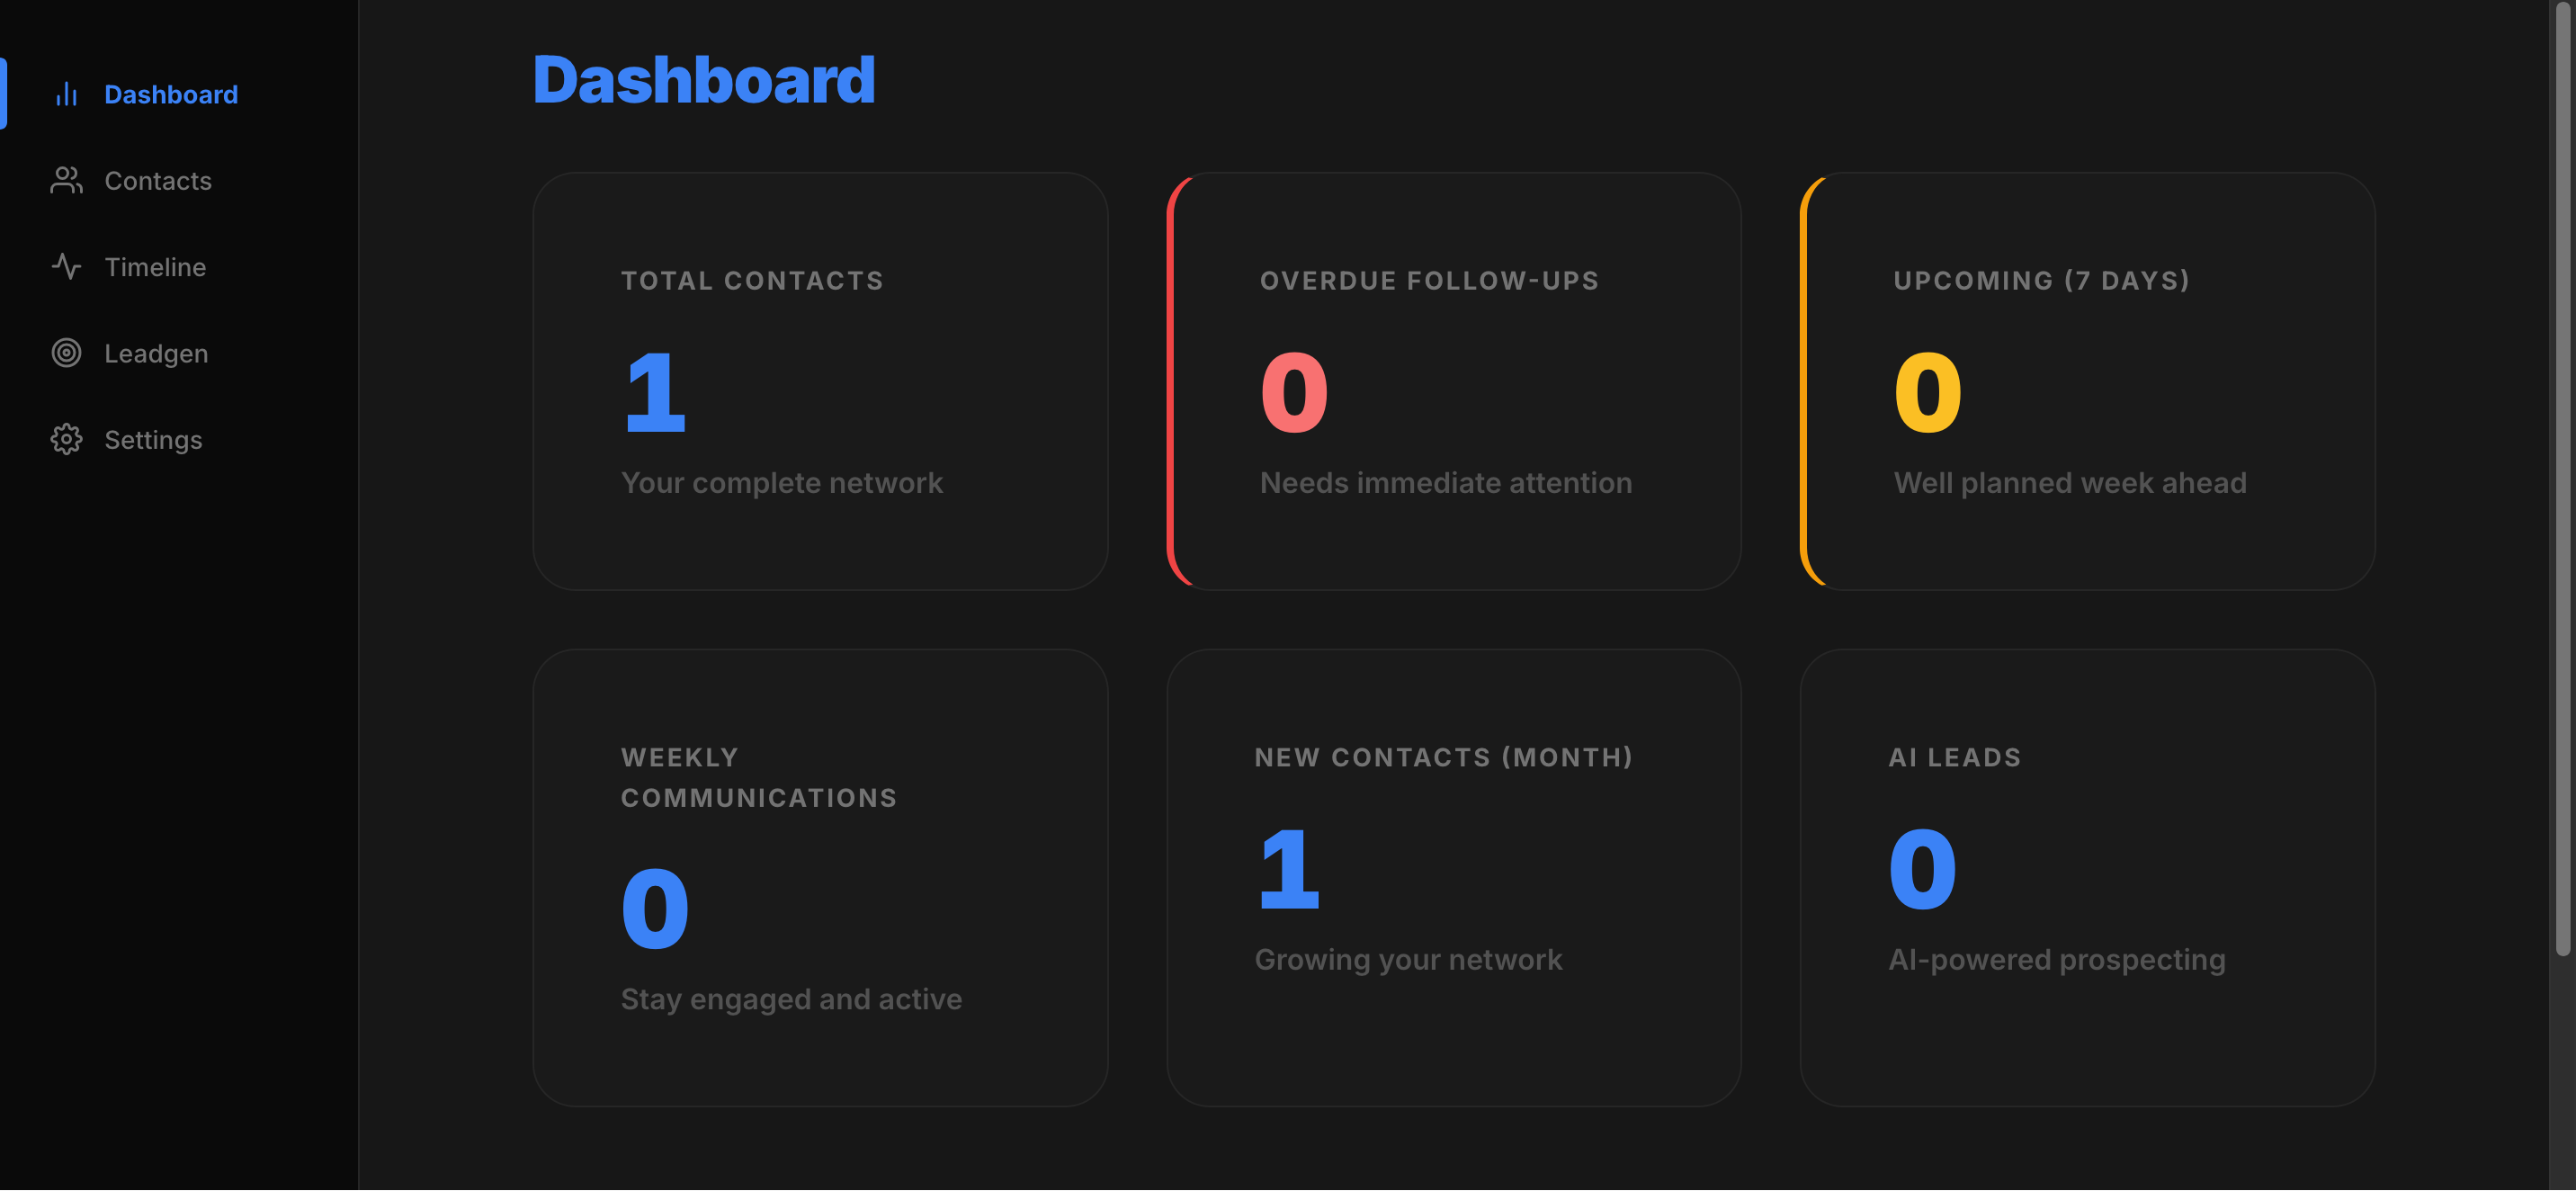 Dashboard
Contacts
Timeline
Leadgen
Settings
Dashboard
TOTAL CONTACTS
1
Your complete network
OVERDUE FOLLOW-UPS
0
Needs immediate attention
UPCOMING (7 DAYS)
0
Well planned week ahead
WEEKLY
COMMUNICATIONS
0
Stay engaged and active
NEW CONTACTS (MONTH)
1
Growing your network
AI LEADS
0
AI-powered prospecting